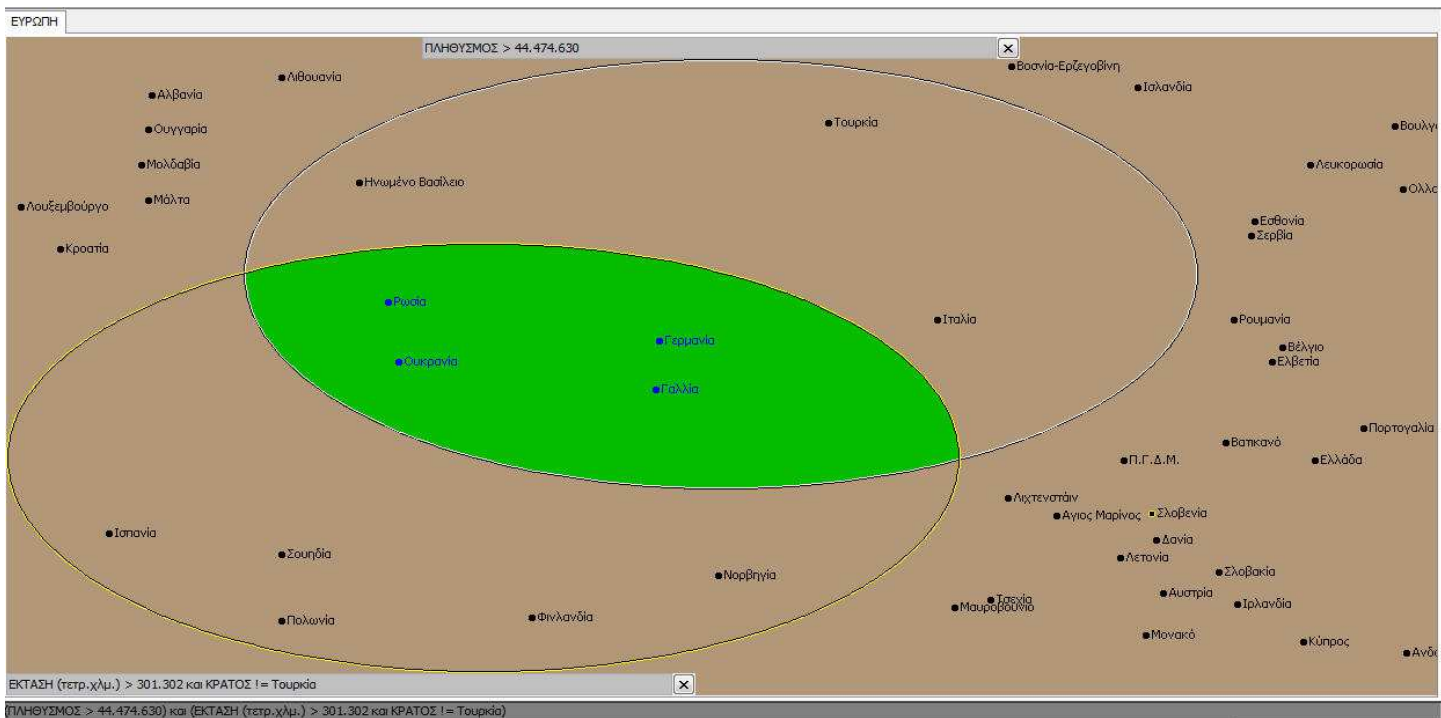 ΕΥΡΩΠΗ
ΠΛΗΘΥΣΜΟΣ > 44.474.630
Βοσνία-Ερζεγοβίνη
Λιθουανία
Ισλανδία
Αλβανία
Τουρκία
Βουλγ
Ουγγαρία
Μολδαβία
Λευκορωσία
Ηνωμένο Βασίλειο
Ολλα
Μάλτα
Λουξεμβούργο
Εσθονία
Σερβία
Κροατία
Ρωσία
Ιταλία
Ρουμανία
Γερμανία
Βέλγιο
Ουκρανία
Ελβετία
Γαλλία
Πορτογαλία
Βατικανό
Π.Γ.Δ.Μ.
Ελλάδα
Λιχτενστάιν
Αγιος Μαρίνος
Σλοβενία
Ισπανία
Δανία
Σουηδία
Λετονία
Νορβηγία
Σλοβακία
Αυστρία
Τσεχία
Μαυροβούνιο
Ιρλανδία
Πολωνία
Φινλανδία
Μονακό
Κύπρος
Ανδο
ΕΚΤΑΣΗ (τετρ.χλμ.) > 301.302 και ΚΡΑΤΟΣ != Τουρκία
(ΠΛΗΘΥΣΜΟΣ > 44.474.630) και (ΕΚΤΑΣΗ (τετρ.χλμ.) > 301.302 και ΚΡΑΤΟΣ != Τουρκία)